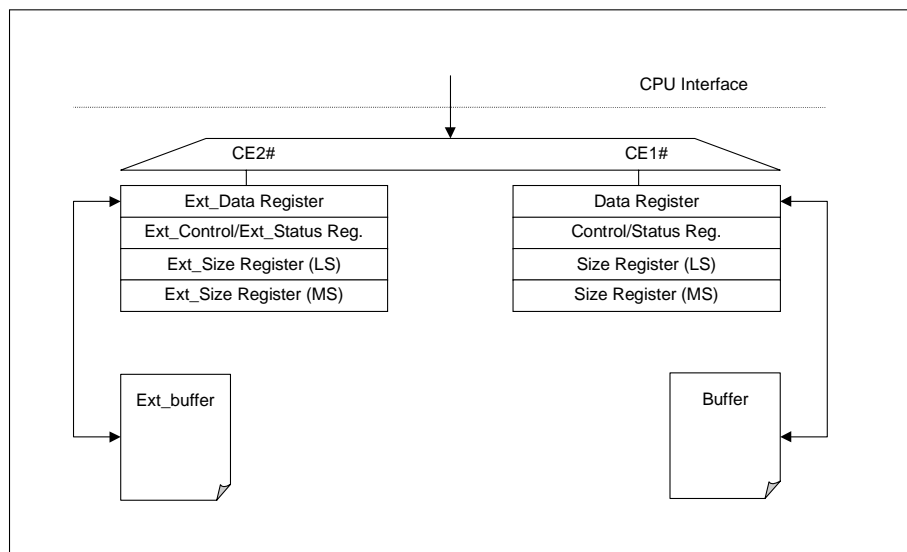 CPU Interface
CE2#
CE1#
Ext_Data Register
Ext_Control/Ext_Status Reg.
Ext_Size Register (LS)
Ext_Size Register (MS)
Data Register
Control/Status Reg.
Size Register (LS)
Size Register (MS)
Ext_buffer
Buffer